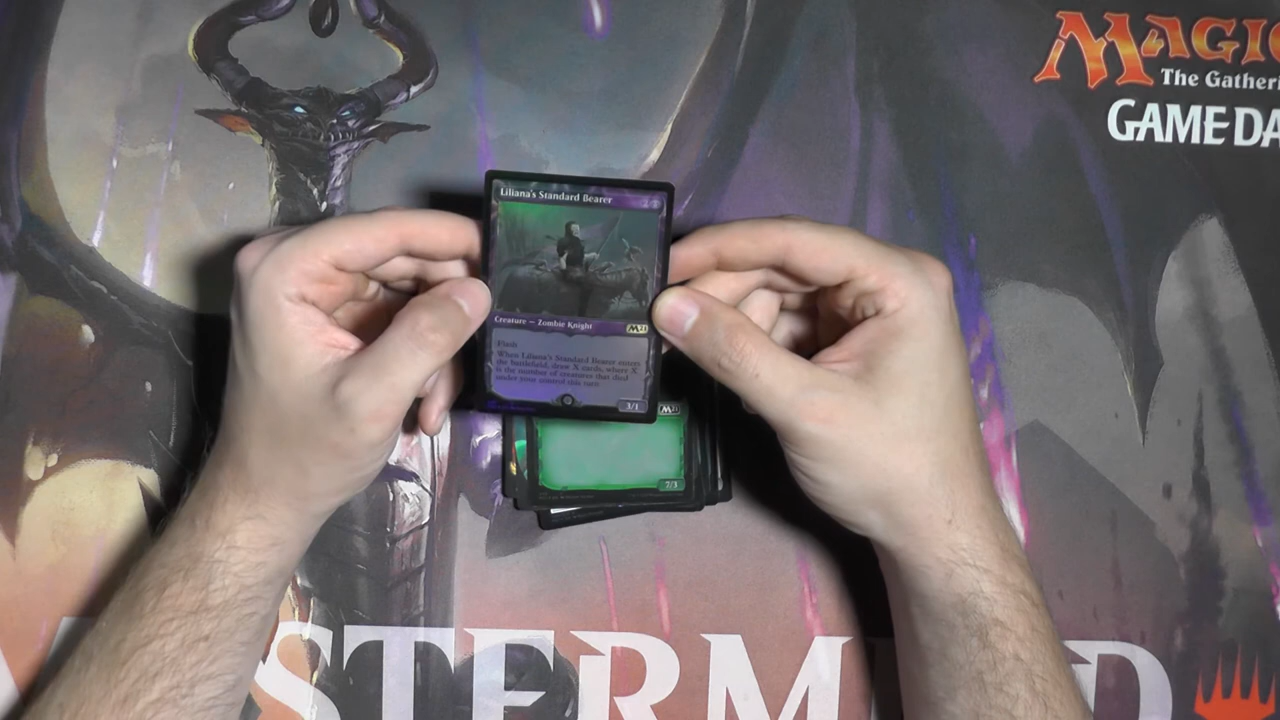 MAGIC
The Gatheri
GAME DA
Liliana's Standard Bearer
Creature — Zombie Knight
M21
Flash
When Liliana's Standard Bearer enters
the battlefield, draw X cards, where X
is the number of creatures that died
under your control this turn
3/1
M21
7/3
STERM
D